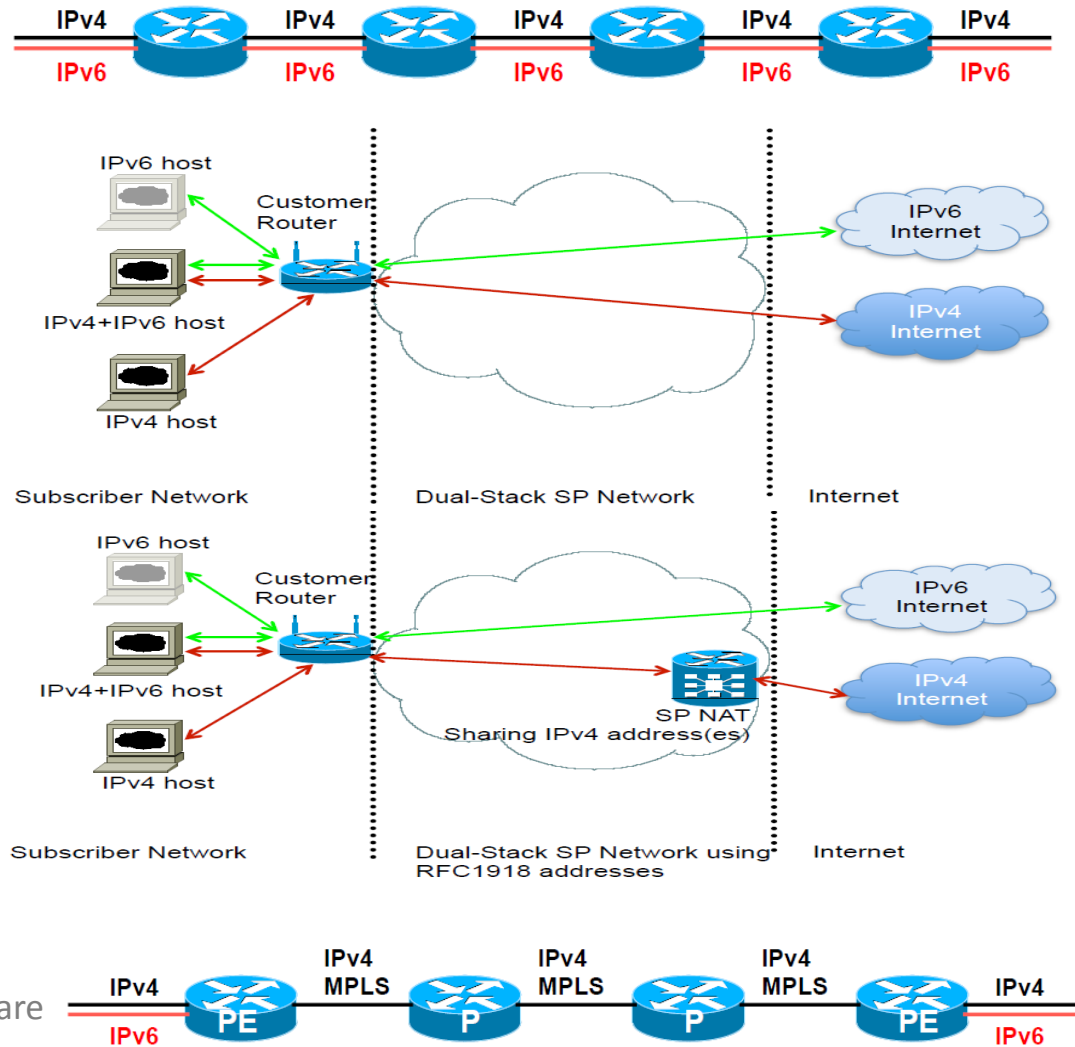 IPv4 IPv4 IPv4 IPv4 IPv4
IPv6 IPv6 IPv6 IPv6 IPv6
IPv6 host
Customer
Router
IPv6
Internet
IPv4+IPv6 host
IPv4
Internet
IPv4 host
Subscriber Network Dual-Stack SP Network Internet
IPv6 host
Customer
Router
IPv6
Internet
IPv4+IPv6 host
IPv4
Internet
SP NAT
Sharing IPv4 address(es)
IPv4 host
Subscriber Network Dual-Stack SP Network using Internet
RFC1918 addresses
IPv4 IPv4 IPv4
IPv4 MPLS MPLS MPLS IPv4
are PE P P PE
IPv6 IPv6